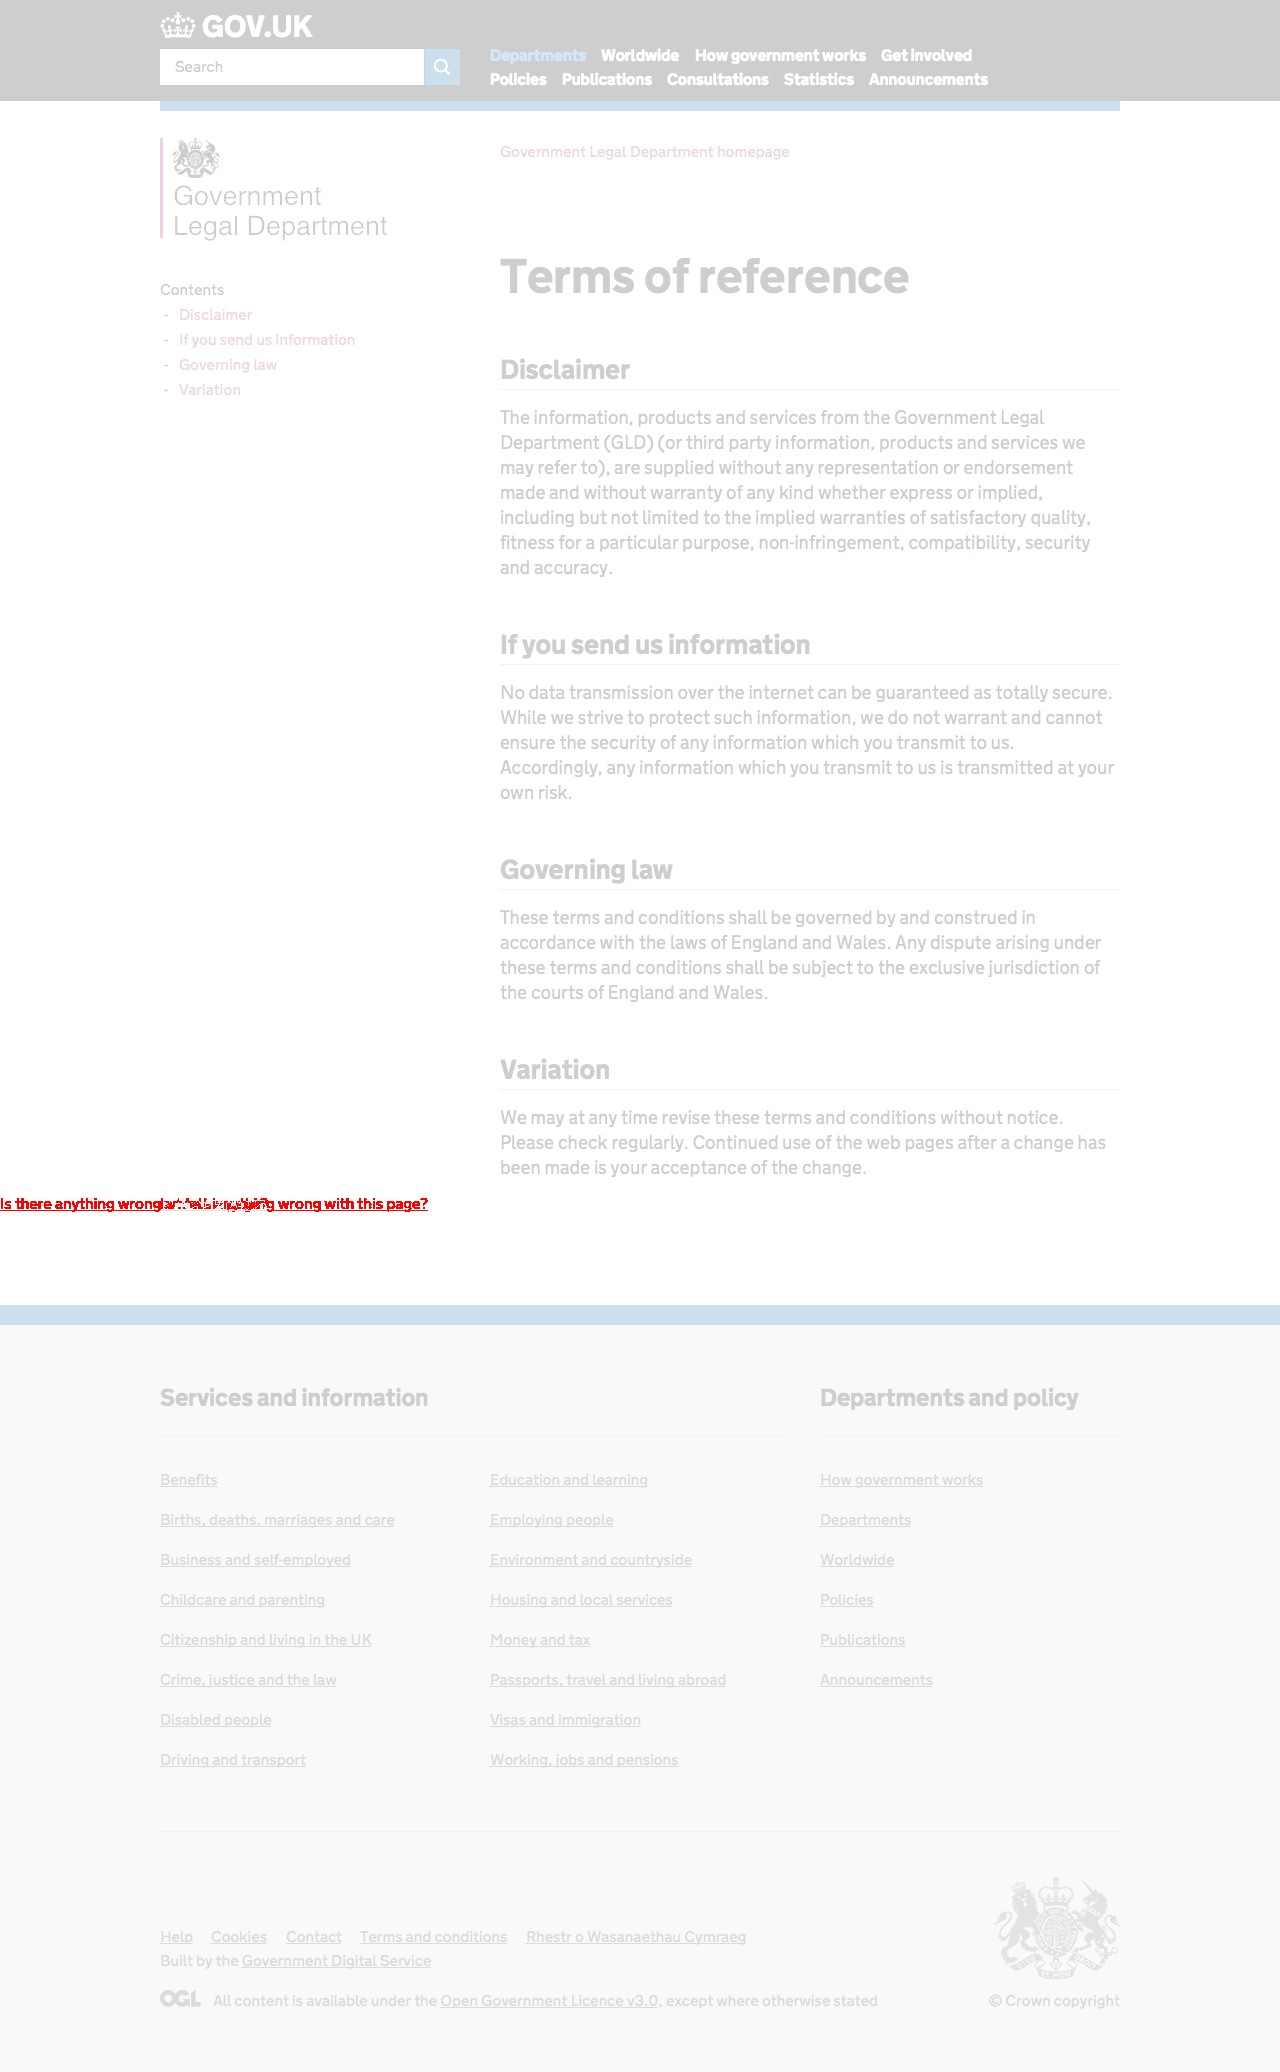 GOV.UK
Search
Departments Worldwide How government works Get involved
Policies Publications Consultations Statistics Announcements
Government
Legal Department
Government Legal Department homepage
Terms of reference
Contents
- Disclaimer
- If you send us information
- Governing law
- Variation
Disclaimer
The information, products and services from the Government Legal
Department (GLD) (or third party information, products and services we
may refer to), are supplied without any representation or endorsement
made and without warranty of any kind whether express or implied,
including but not limited to the implied warranties of satisfactory quality,
fitness for a particular purpose, non-infringement, compatibility, security
and accuracy.
If you send us information
No data transmission over the internet can be guaranteed as totally secure.
While we strive to protect such information, we do not warrant and cannot
ensure the security of any information which you transmit to us.
Accordingly, any information which you transmit to us is transmitted at your
own risk.
Governing law
These terms and conditions shall be governed by and construed in
accordance with the laws of England and Wales. Any dispute arising under
these terms and conditions shall be subject to the exclusive jurisdiction of
the courts of England and Wales.
Variation
We may at any time revise these terms and conditions without notice.
Please check regularly. Continued use of the web pages after a change has
been made is your acceptance of the change.
Is there anything wrong wrong with this page?
Services and information
Departments and policy
Benefits
Births, deaths, marriages and care
Business and self-employed
Childcare and parenting
Citizenship and living in the UK
Crime, justice and the law
Disabled people
Driving and transport
Education and learning
Employing people
Environment and countryside
Housing and local services
Money and tax
Passports, travel and living abroad
Visas and immigration
Working, jobs and pensions
How government works
Departments
Worldwide
Policies
Publications
Announcements
Help Cookies Contact Terms and conditions Rhestr o Wasanaethau Cymraeg
Built by the Government Digital Service
OGL All content is available under the Open Government Licence v3.0, except where otherwise stated
© Crown copyright